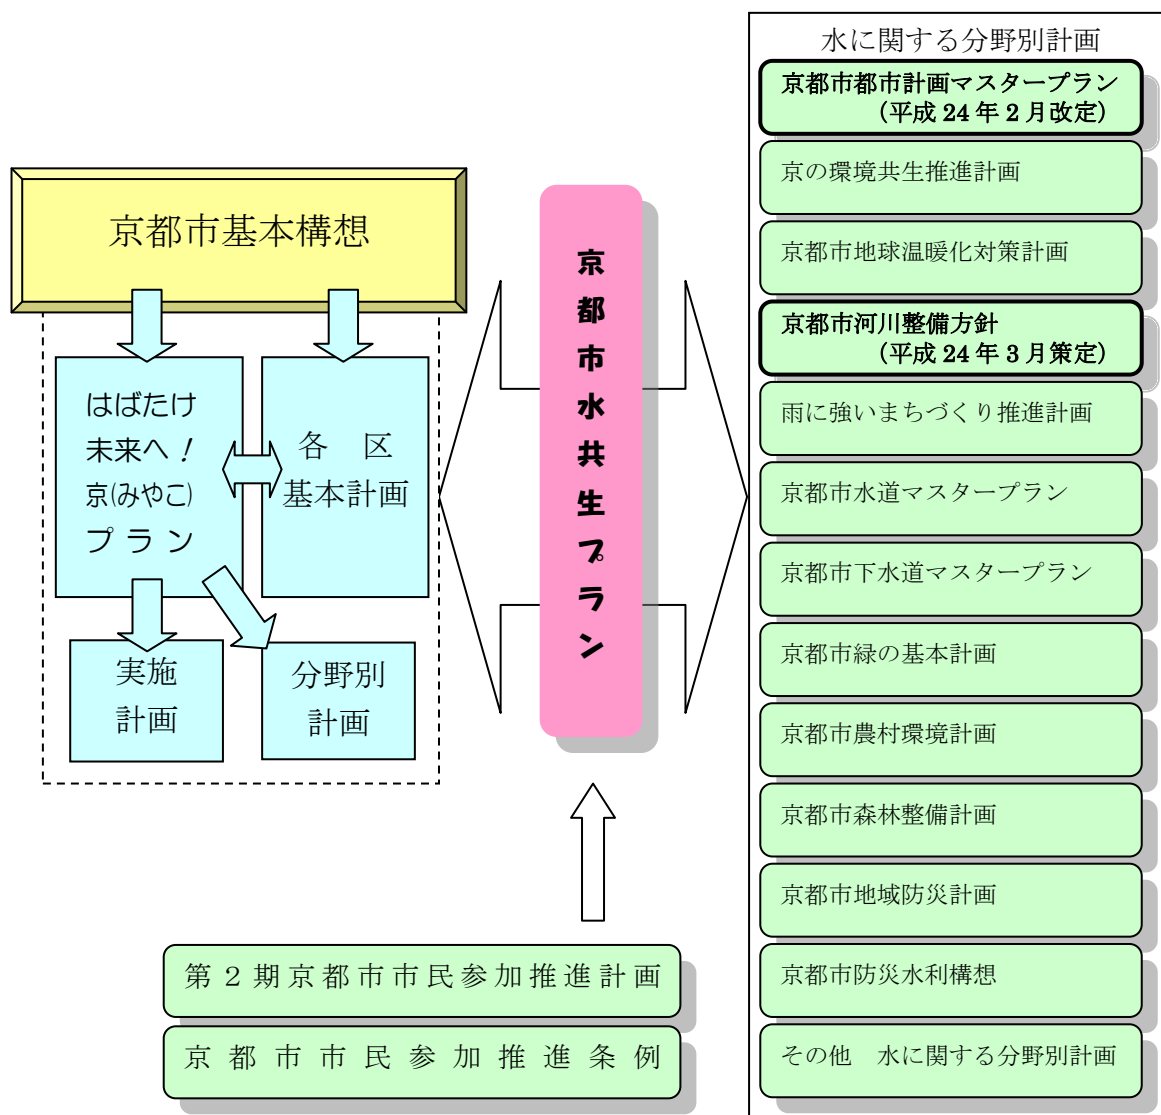 京都市基本構想
はばたけ
未来へ！
京(みやこ)
プラン
各　区
基本計画
実施
計画
分野別
計画
京都市水共生プラン
第２期京都市市民参加推進計画
京都市市民参加推進条例
水に関する分野別計画
京都市都市計画マスタープラン
（平成 24 年 2 月改定）
京の環境共生推進計画
京都市地球温暖化対策計画
京都市河川整備方針
（平成 24 年 3 月策定）
雨に強いまちづくり推進計画
京都市水道マスタープラン
京都市下水道マスタープラン
京都市緑の基本計画
京都市農村環境計画
京都市森林整備計画
京都市地域防災計画
京都市防災水利構想
その他　水に関する分野別計画